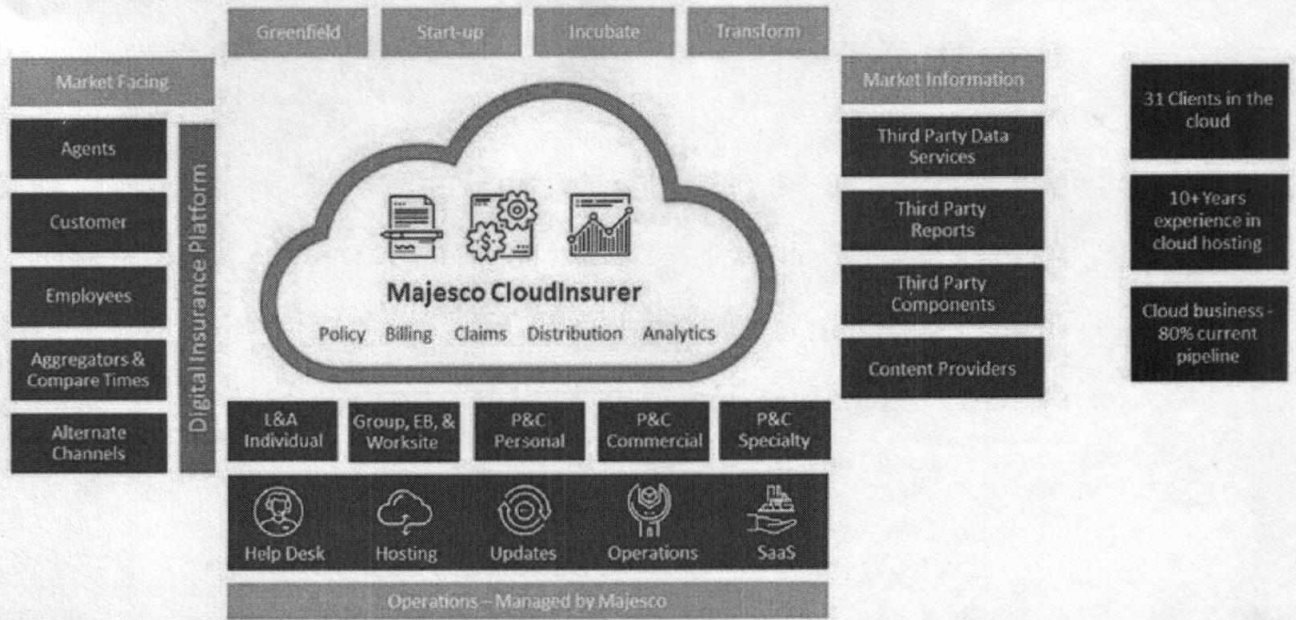 Greenfield
Start-up
Incubate
Transform
Market Facing
Agents
Customer
Employees
Aggregators &
Compare Times
Alternate
Channels
Digital Insurance Platform
Majesco CloudInsurer
Policy Billing Claims Distribution Analytics
L&A
Individual
Group, EB, &
Worksite
P&C
Personal
P&C
Commercial
P&C
Specialty
Help Desk
Hosting
Updates
Operations
SaaS
Operations – Managed by Majesco
Market Information
Third Party Data
Services
Third Party
Reports
Third Party
Components
Content Providers
31 Clients in the
cloud
10+ Years
experience in
cloud hosting
Cloud business -
80% current
pipeline